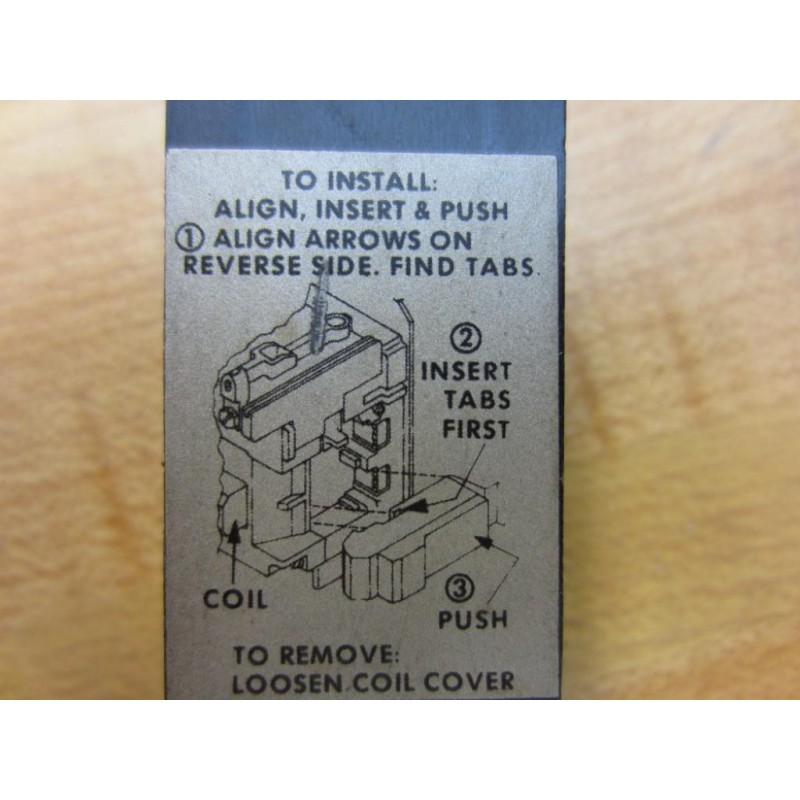 TO INSTALL:
ALIGN, INSERT & PUSH
① ALIGN ARROWS ON
REVERSE SIDE. FIND TABS.
②
INSERT
TABS
FIRST
COIL
③
PUSH
TO REMOVE:
LOOSEN COIL COVER